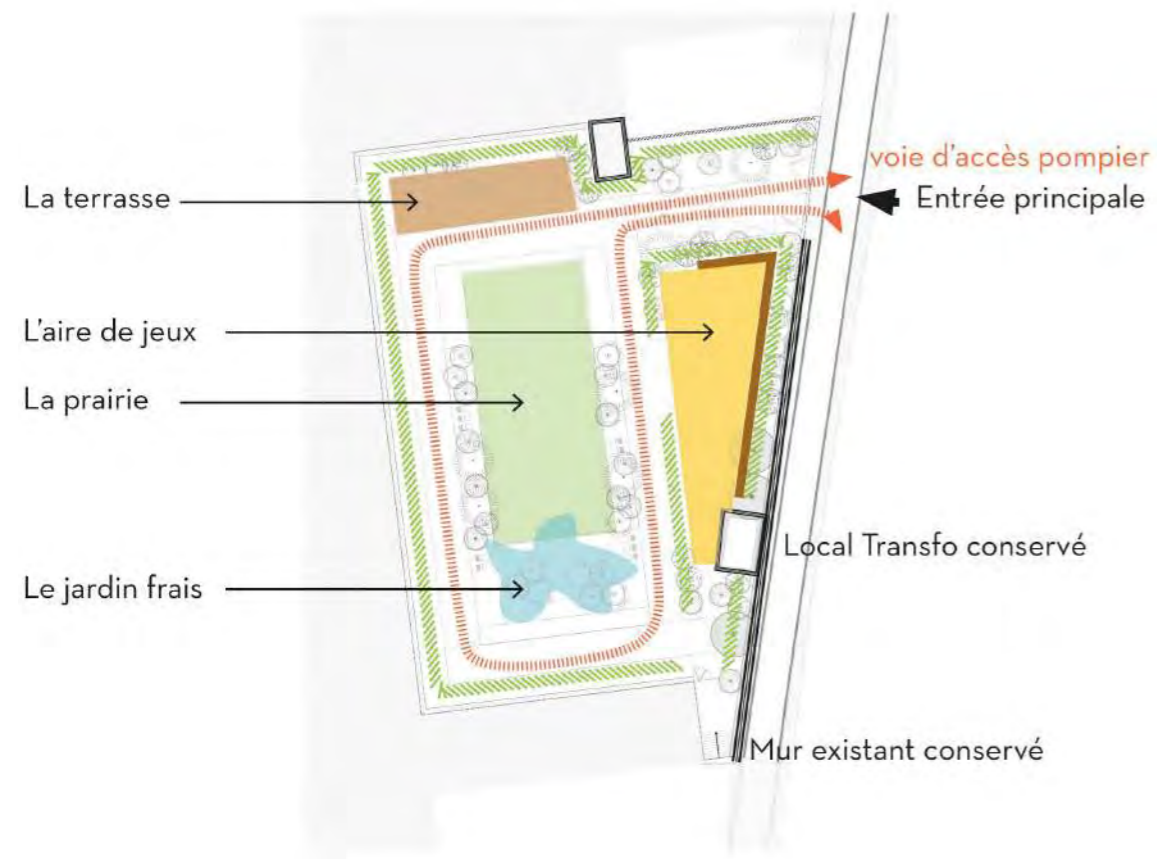 voie d'accès pompier
La terrasse
Entrée principale
L'aire de jeux
La prairie
Local Transfo conservé
Le jardin frais
Mur existant conservé